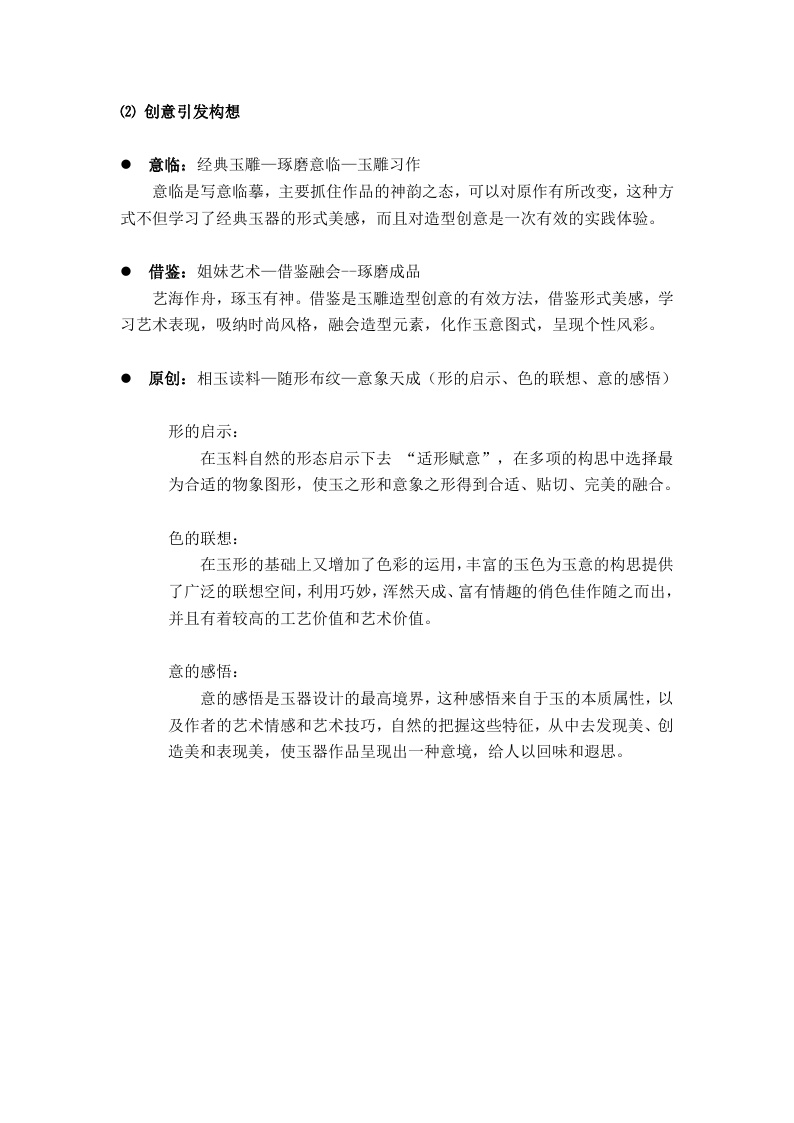 ⑵ 创意引发构想
● 意临：经典玉雕—琢磨意临—玉雕习作
意临是写意临摹，主要抓住作品的神韵之态，可以对原作有所改变，这种方
式不但学习了经典玉器的形式美感，而且对造型创意是一次有效的实践体验。
● 借鉴：姐妹艺术—借鉴融会--琢磨成品
艺海作舟，琢玉有神。借鉴是玉雕造型创意的有效方法，借鉴形式美感，学
习艺术表现，吸纳时尚风格，融会造型元素，化作玉意图式，呈现个性风彩。
● 原创：相玉读料—随形布纹—意象天成（形的启示、色的联想、意的感悟）
形的启示：
在玉料自然的形态启示下去 “适形赋意”，在多项的构思中选择最
为合适的物象图形，使玉之形和意象之形得到合适、贴切、完美的融合。
色的联想：
在玉形的基础上又增加了色彩的运用，丰富的玉色为玉意的构思提供
了广泛的联想空间，利用巧妙，浑然天成、富有情趣的俏色佳作随之而出，
并且有着较高的工艺价值和艺术价值。
意的感悟：
意的感悟是玉器设计的最高境界，这种感悟来自于玉的本质属性，以
及作者的艺术情感和艺术技巧，自然的把握这些特征，从中去发现美、创
造美和表现美，使玉器作品呈现出一种意境，给人以回味和遐思。